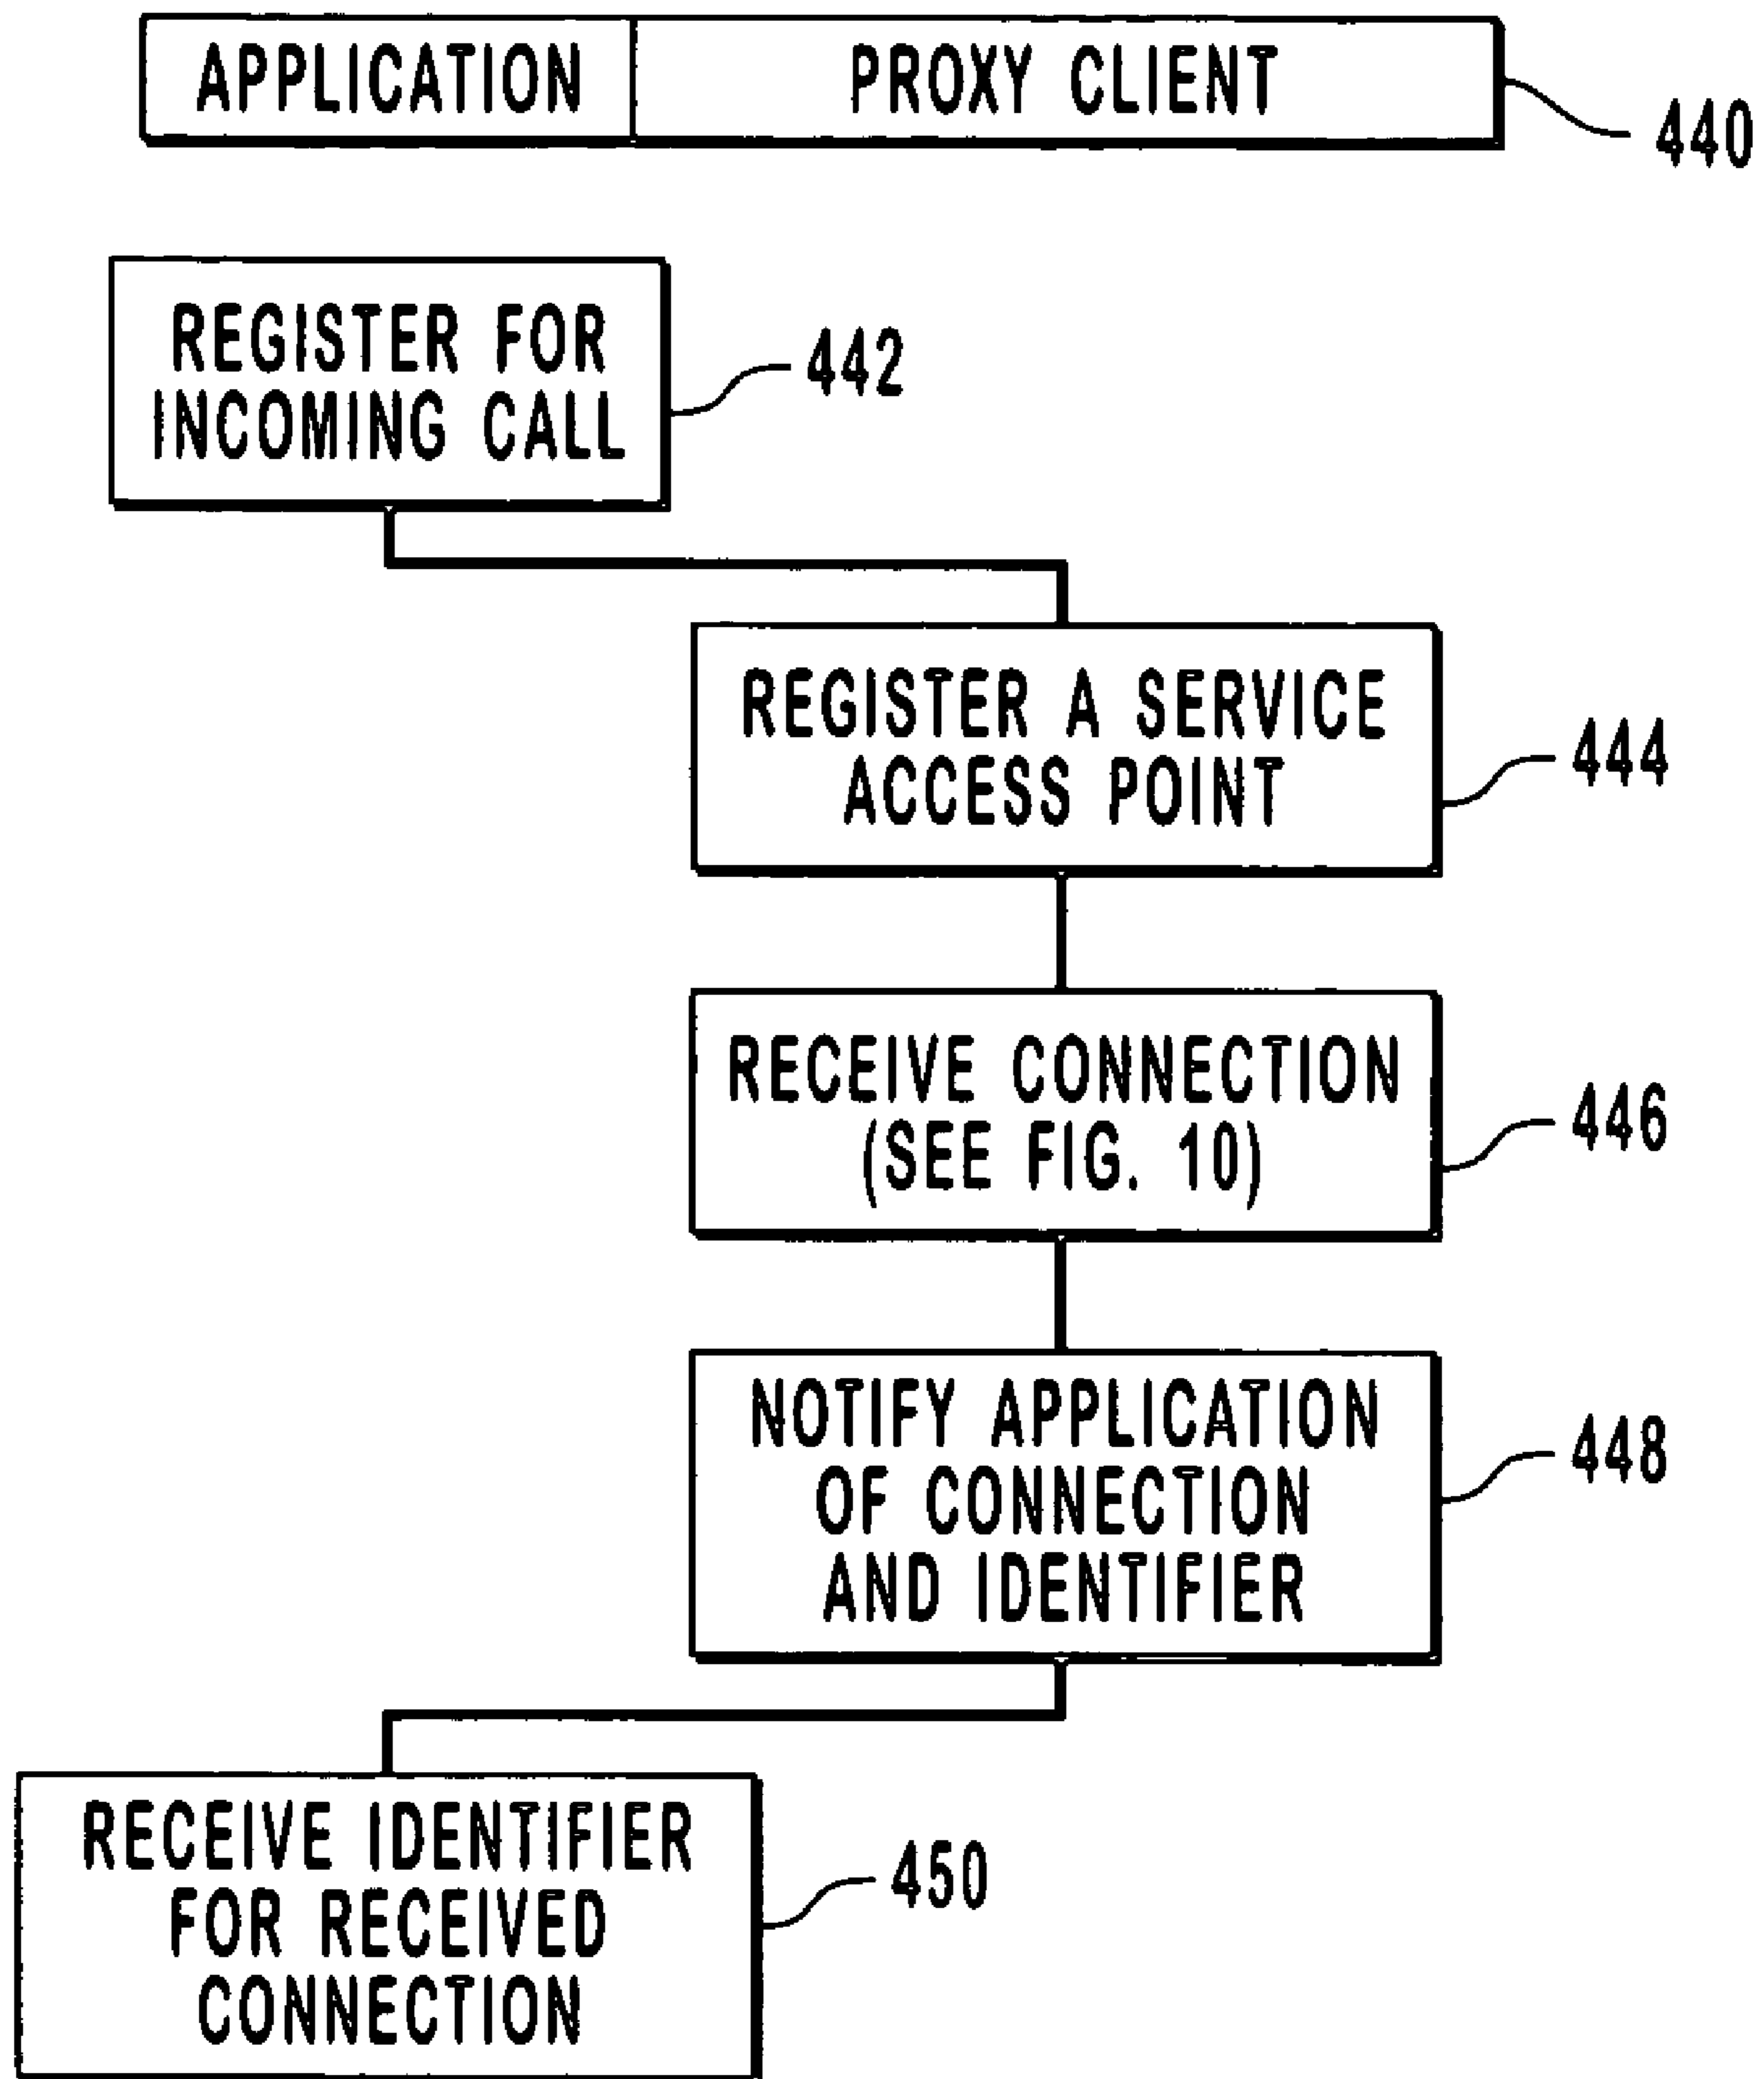 APPLICATION PROXY CLIENT
440
REGISTER FOR
INCOMING CALL
442
REGISTER A SERVICE
ACCESS POINT
444
RECEIVE CONNECTION
(SEE FIG. 10)
446
NOTIFY APPLICATION
OF CONNECTION
AND IDENTIFIER
448
RECEIVE IDENTIFIER
FOR RECEIVED
CONNECTION
450